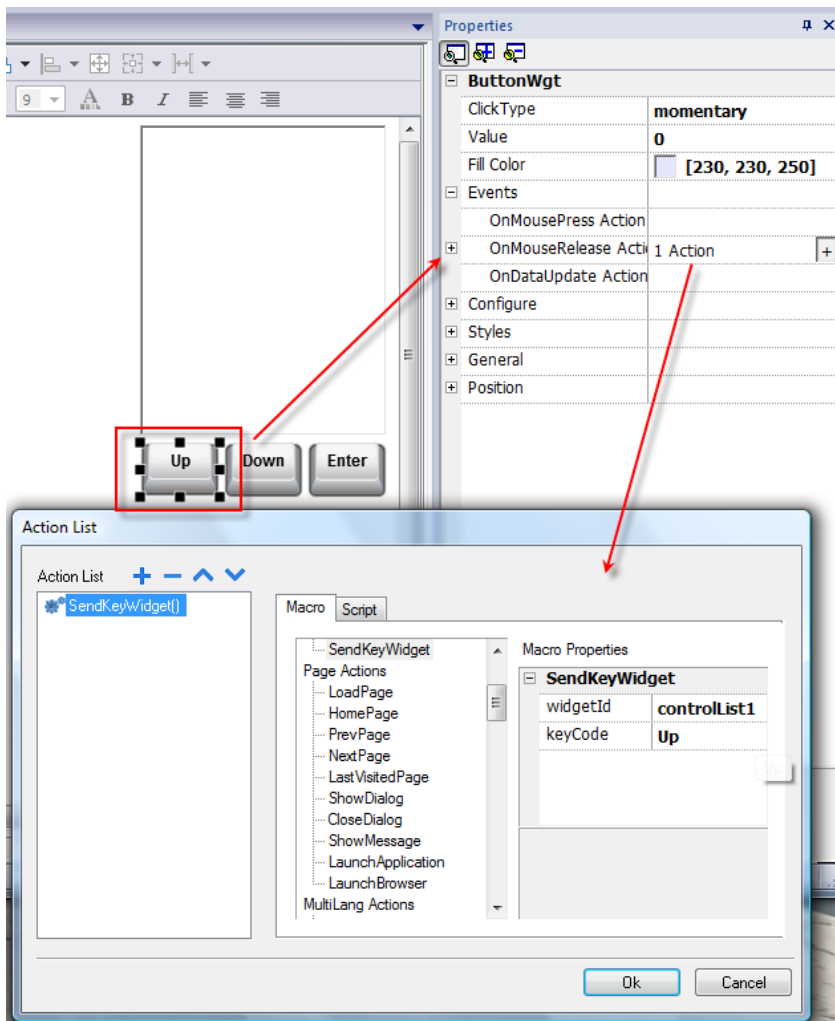 Properties
9 A B I
ButtonWgt
ClickType momentary
Value 0
Fill Color [230, 230, 250]
Events
OnMousePress Action
OnMouseRelease Acti 1 Action +
OnDataUpdate Action
Configure
Styles
General
Position
Up Down Enter
Action List
Action List
SendKeyWidget()
Macro Script
SendKeyWidget
Page Actions
LoadPage
HomePage
PrevPage
NextPage
LastVisitedPage
ShowDialog
CloseDialog
ShowMessage
LaunchApplication
LaunchBrowser
MultiLang Actions
Macro Properties
SendKeyWidget
widgetId controlList1
keyCode Up
Up
Ok Cancel